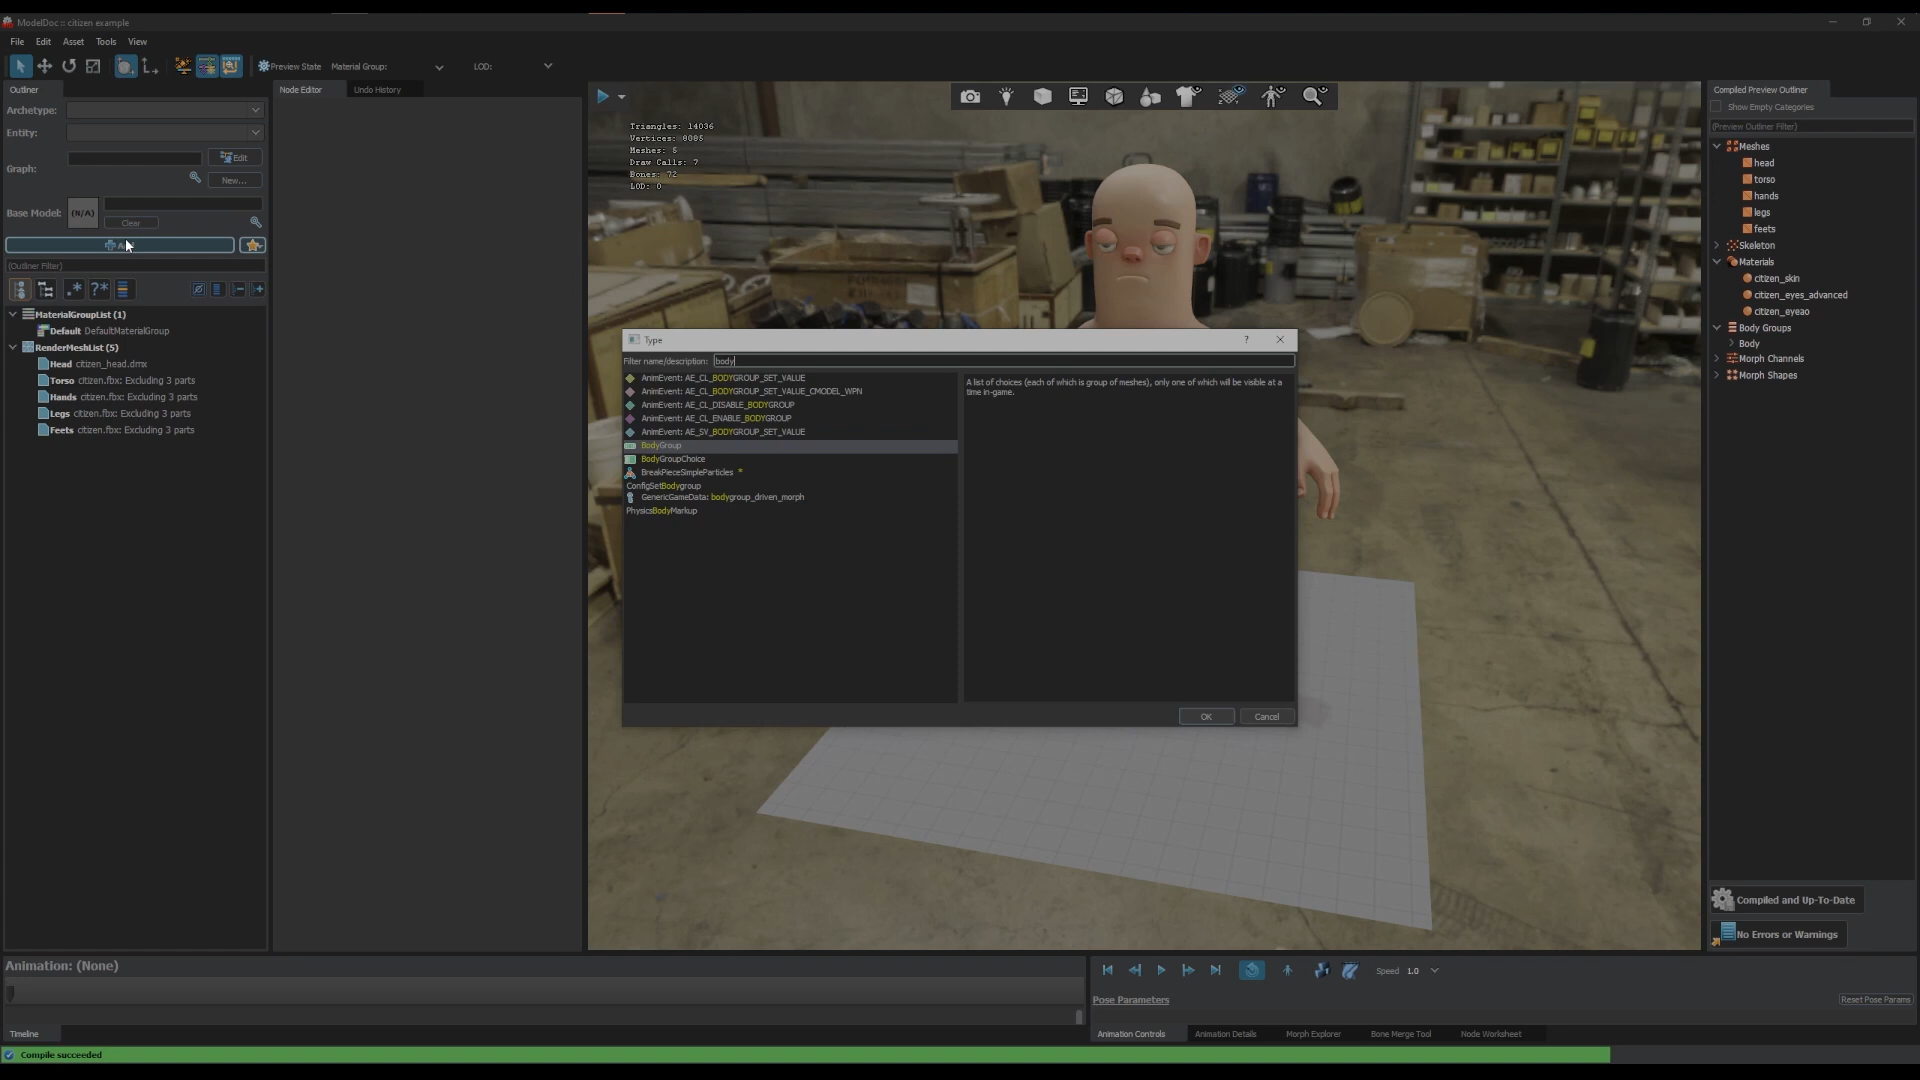 ModelDoc :: citizen example
File Edit Asset Tools View
Preview State Material Group: LOD:
Outliner
Node Editor Undo History
Archetype:
Entity:
Graph:
Edit
New...
Base Model: (N/A)
Clear
(Outliner Filter)
MaterialGroupList (1)
Default DefaultMaterialGroup
RenderMeshList (5)
Head citizen_head.dmx
Torso citizen.fbx: Excluding 3 parts
Hands citizen.fbx: Excluding 3 parts
Legs citizen.fbx: Excluding 3 parts
Feets citizen.fbx: Excluding 3 parts
Triangles: 14036
Vertices: 8085
Meshes: 5
Draw Calls: 7
Bones: 72
LOD: 0
Type
?
Filter name/description: body
AnimEvent: AE_CL_BODYGROUP_SET_VALUE
AnimEvent: AE_CL_BODYGROUP_SET_VALUE_CMODEL_WPN
AnimEvent: AE_CL_DISABLE_BODYGROUP
AnimEvent: AE_CL_ENABLE_BODYGROUP
AnimEvent: AE_SV_BODYGROUP_SET_VALUE
BodyGroup
BodyGroupChoice
BreakPieceSimpleParticles *
ConfigSetBodygroup
GenericGameData: bodygroup_driven_morph
PhysicsBodyMarkup
A list of choices (each of which is group of meshes), only one of which will be visible at a
time in-game.
OK Cancel
Compiled Preview Outliner
Show Empty Categories
(Preview Outliner Filter)
Meshes
head
torso
hands
legs
feets
Skeleton
Materials
citizen_skin
citizen_eyes_advanced
citizen_eyeao
Body Groups
Body
Morph Channels
Morph Shapes
Compiled and Up-To-Date
No Errors or Warnings
Animation: (None)
Timeline
Speed 1.0
Pose Parameters
Reset Pose Params
Animation Controls Animation Details Morph Explorer Bone Merge Tool Node Worksheet
Compile succeeded